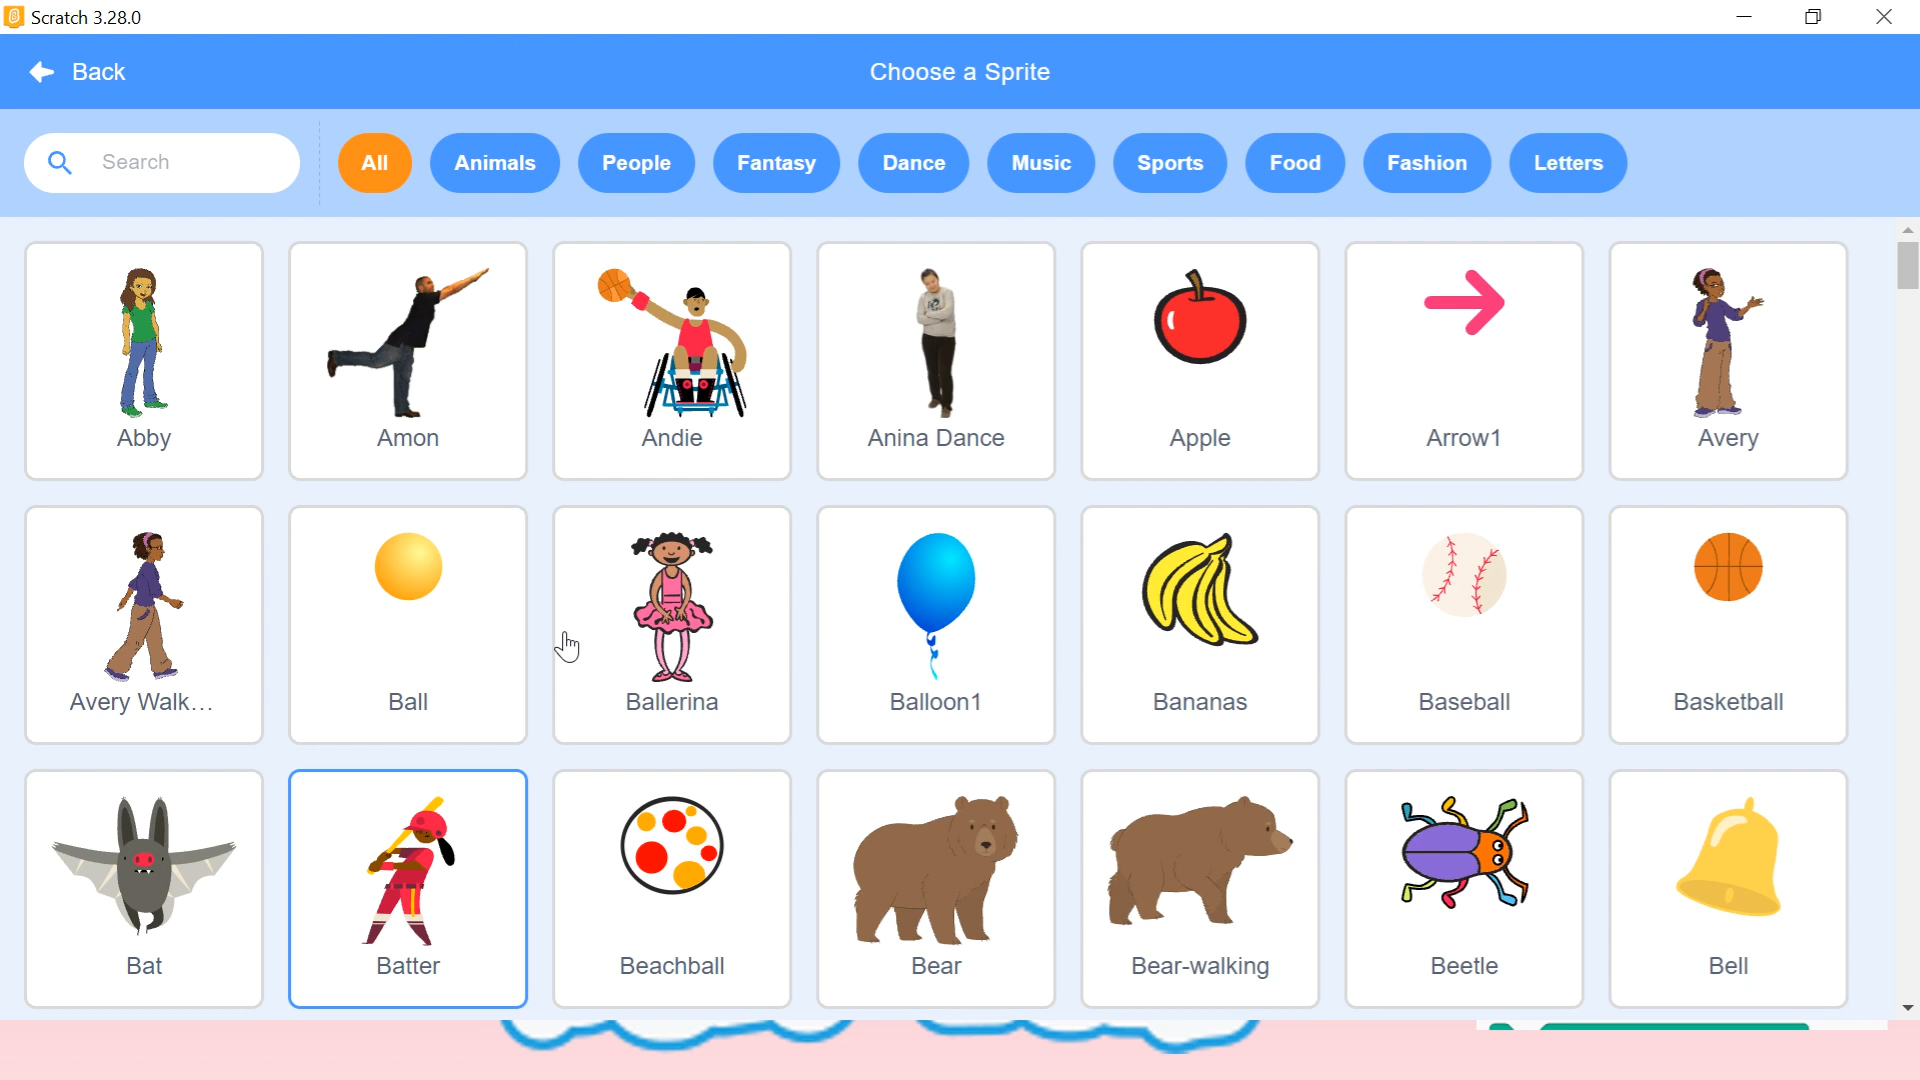 Scratch 3.28.0
Back
Choose a Sprite
Search
All
Animals
People
Fantasy
Dance
Music
Sports
Food
Fashion
Letters
Abby
Amon
Andie
Anina Dance
Apple
Arrow1
Avery
Avery Walk...
Ball
Ballerina
Balloon1
Bananas
Baseball
Basketball
Bat
Batter
Beachball
Bear
Bear-walking
Beetle
Bell